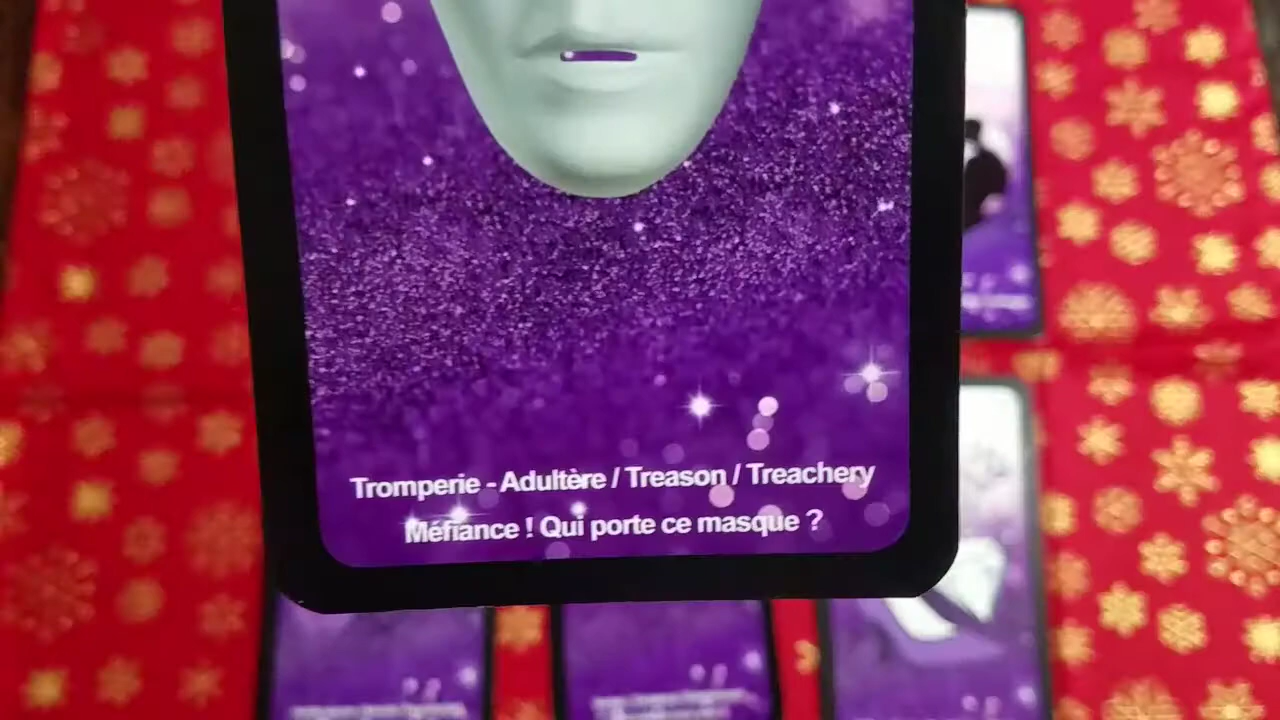 Tromperie - Adultère / Treason / Treachery
Méfiance ! Qui porte ce masque ?